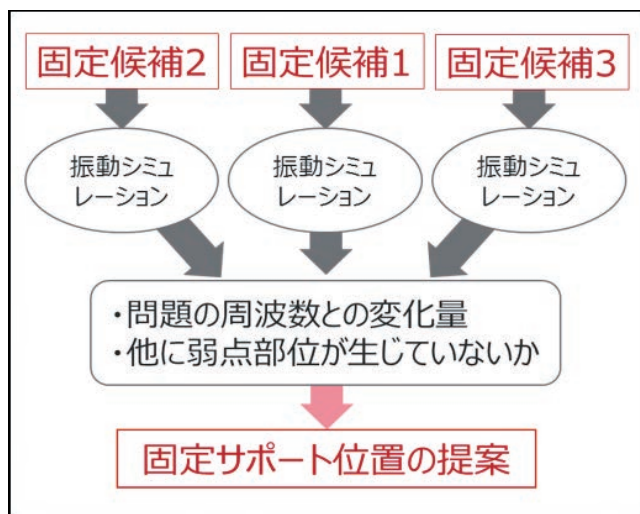 固定候補2
固定候補1
固定候補3
振動シミュ
レーション
振動シミュ
レーション
振動シミュ
レーション
・問題の周波数との変化量
・他に弱点部位が生じていないか
固定サポート位置の提案